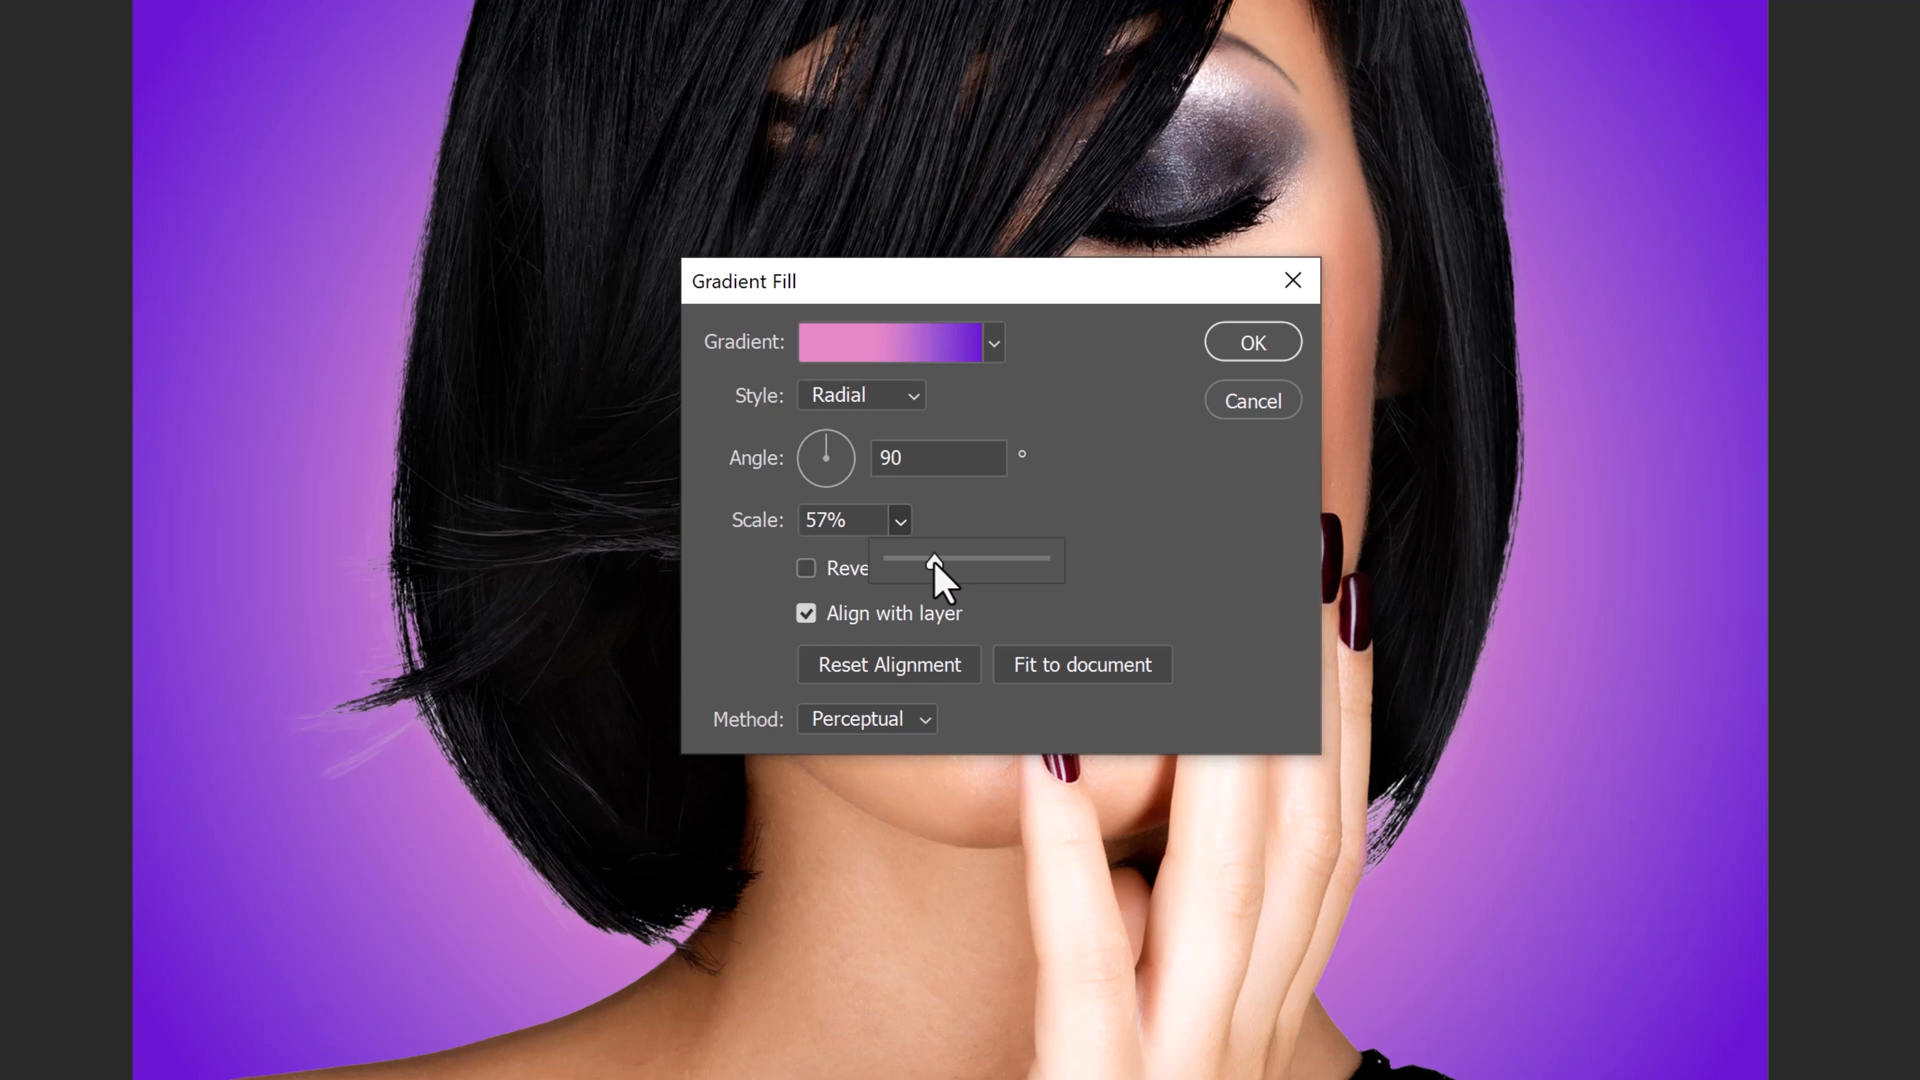 Gradient Fill
Gradient:
OK
Style: Radial
Cancel
Angle: 90 °
Scale: 57%
Reve
Align with layer
Reset Alignment Fit to document
Method: Perceptual